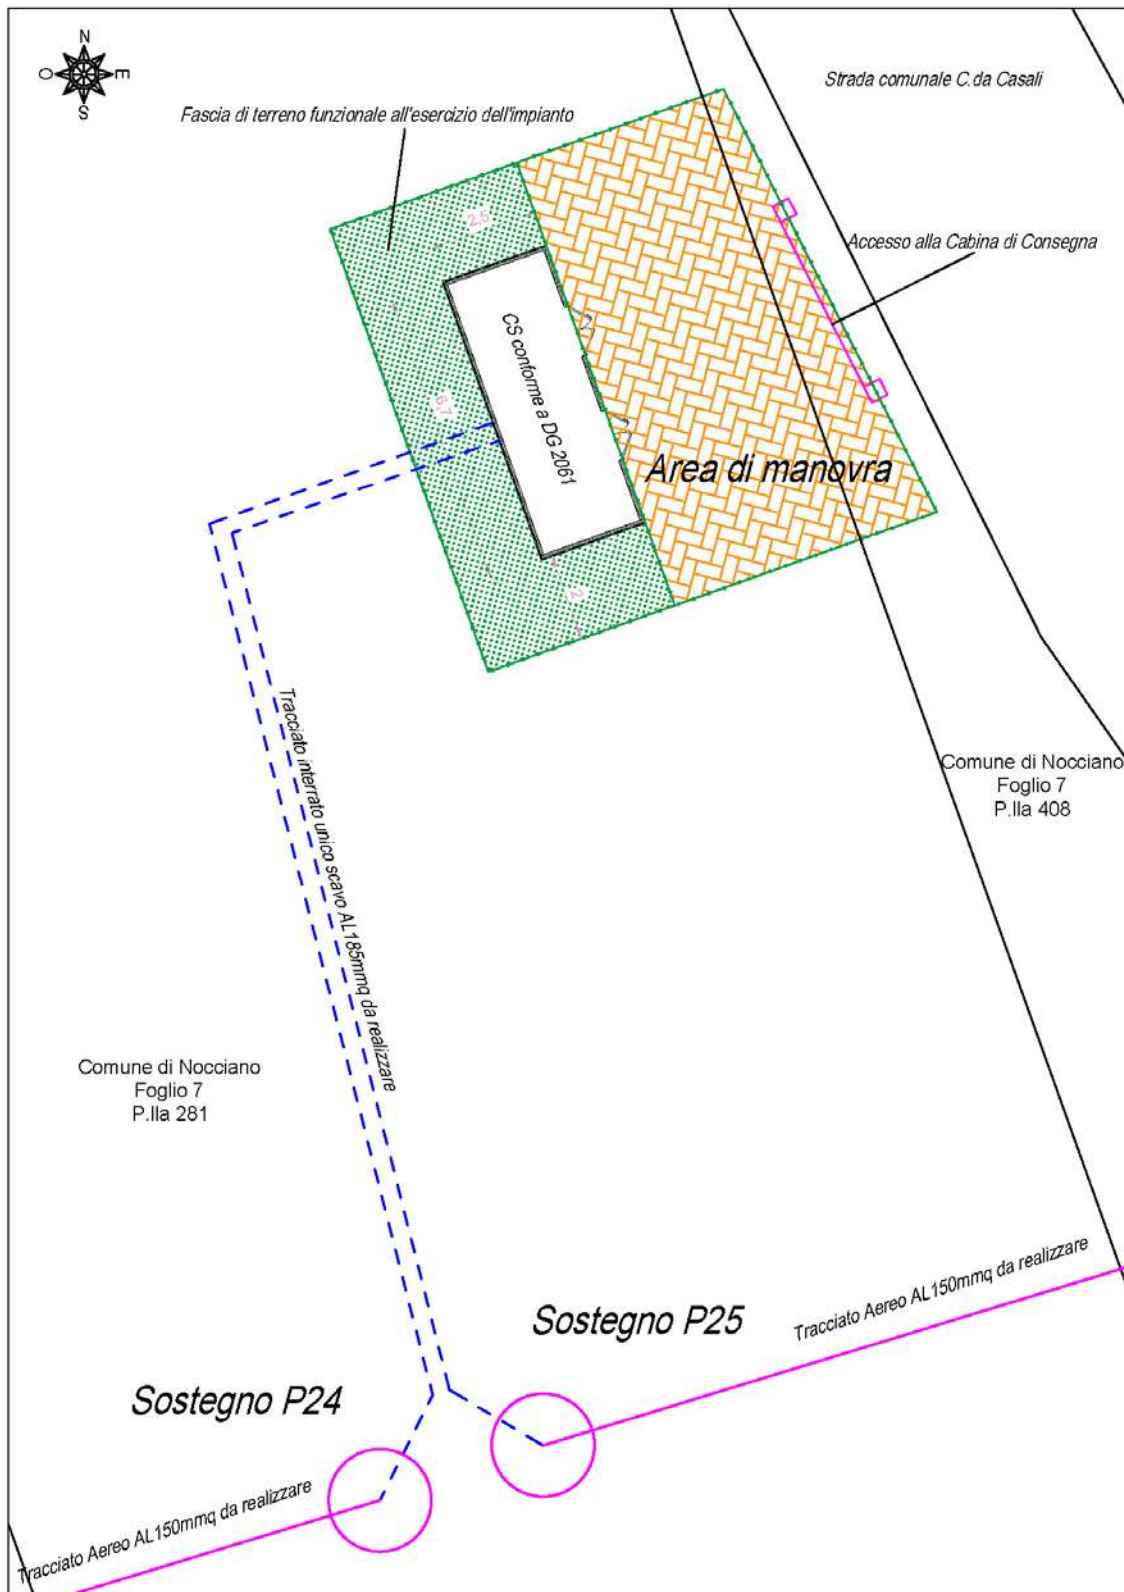 N
O
E
S
Strada comunale C.da Casali
Fascia di terreno funzionale all'esercizio dell'impianto
2,5
Accesso alla Cabina di Consegna
CS conforme a DG 2061
6,7
Area di manovra
2
Tracciato interrato unico scavo AL185mmq da realizzare
Comune di Nocciano
Foglio 7
P.lla 408
Comune di Nocciano
Foglio 7
P.lla 281
Tracciato Aereo AL150mmq da realizzare
Sostegno P25
Sostegno P24
Tracciato Aereo AL150mmq da realizzare